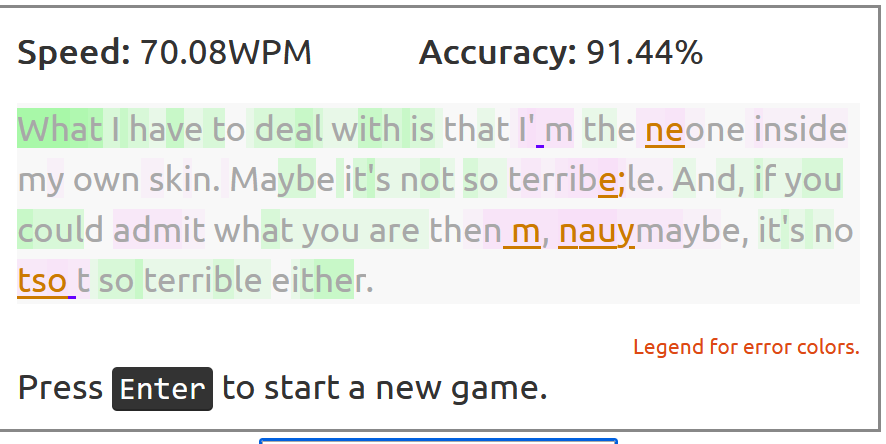 Speed: 70.08WPM Accuracy: 91.44%
What I have to deal with is that I' m the neone inside
my own skin. Maybe it's not so terribe;le. And, if you
could admit what you are then m, nauymaybe, it's no
tso t so terrible either.
Legend for error colors.
Press Enter to start a new game.